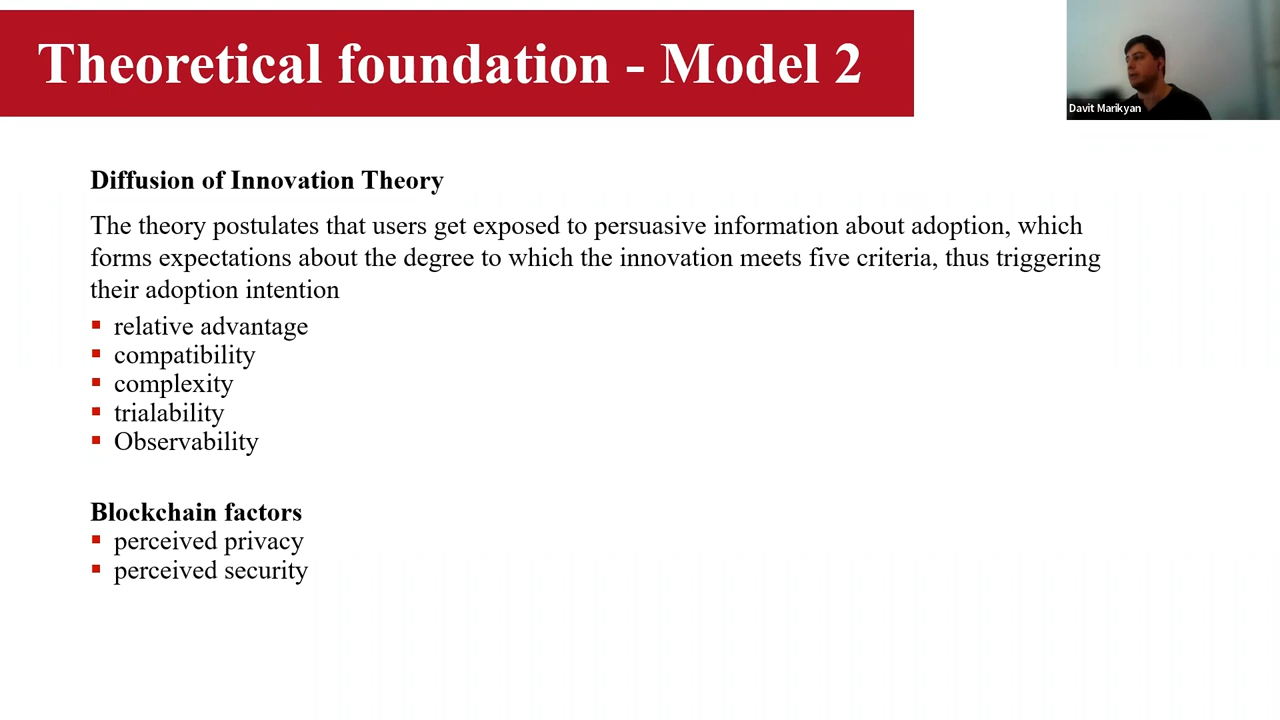 Theoretical foundation - Model 2
Davit Marikyan
Diffusion of Innovation Theory
The theory postulates that users get exposed to persuasive information about adoption, which
forms expectations about the degree to which the innovation meets five criteria, thus triggering
their adoption intention
relative advantage
compatibility
complexity
trialability
Observability
Blockchain factors
perceived privacy
perceived security